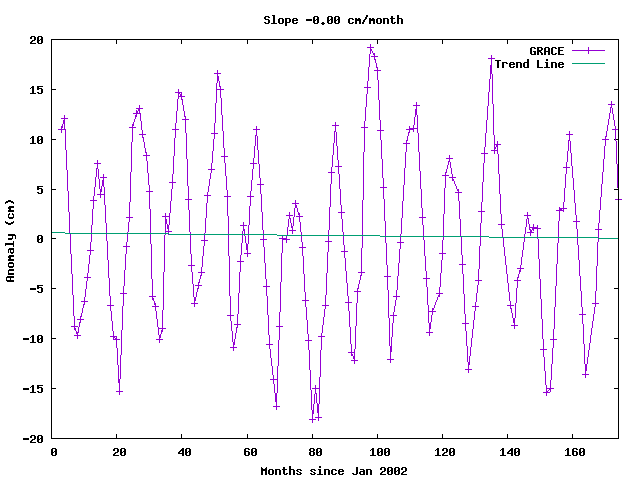 Slope -0.00 cm/month
GRACE
Trend Line
Anomaly (cm)
20
15
10
5
0
-5
-10
-15
-20
0 20 40 60 80 100 120 140 160
Months since Jan 2002